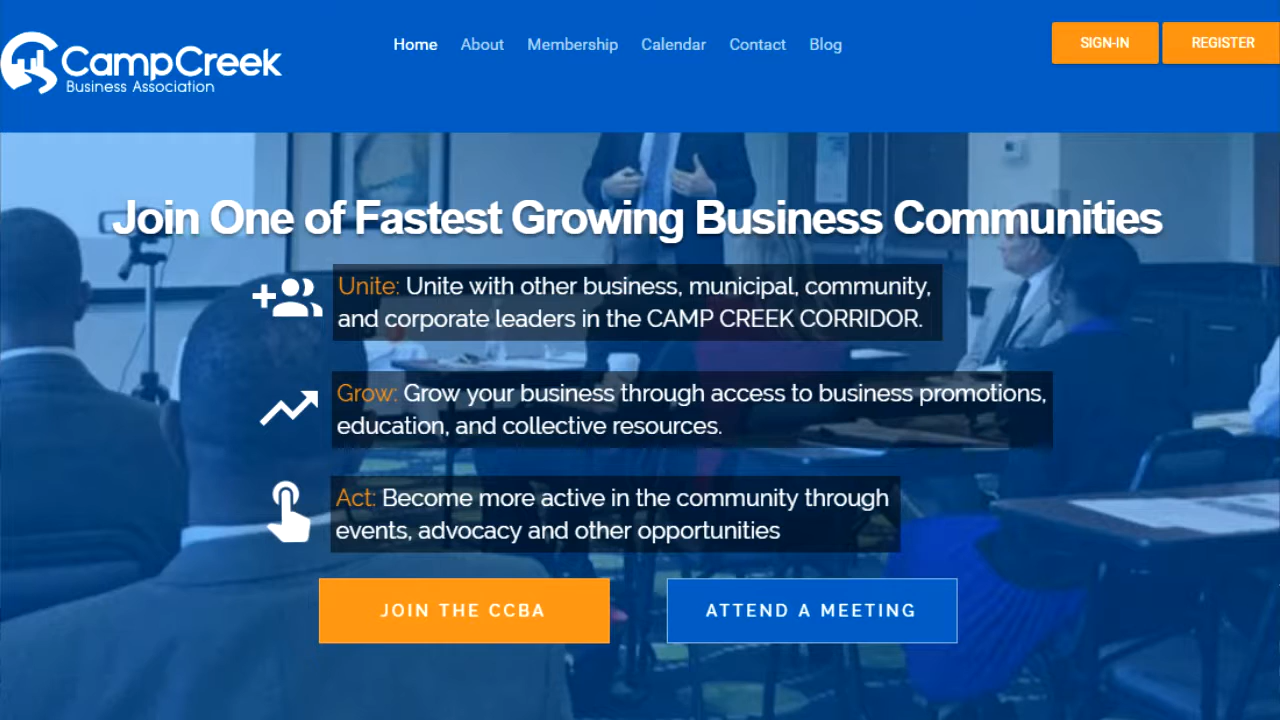 CampCreek
Business Association
Home About Membership Calendar Contact Blog
SIGN-IN REGISTER
Join One of Fastest Growing Business Communities
Unite: Unite with other business, municipal, community,
and corporate leaders in the CAMP CREEK CORRIDOR.
Grow: Grow your business through access to business promotions,
education, and collective resources.
Act: Become more active in the community through
events, advocacy and other opportunities
JOIN THE CCBA ATTEND A MEETING